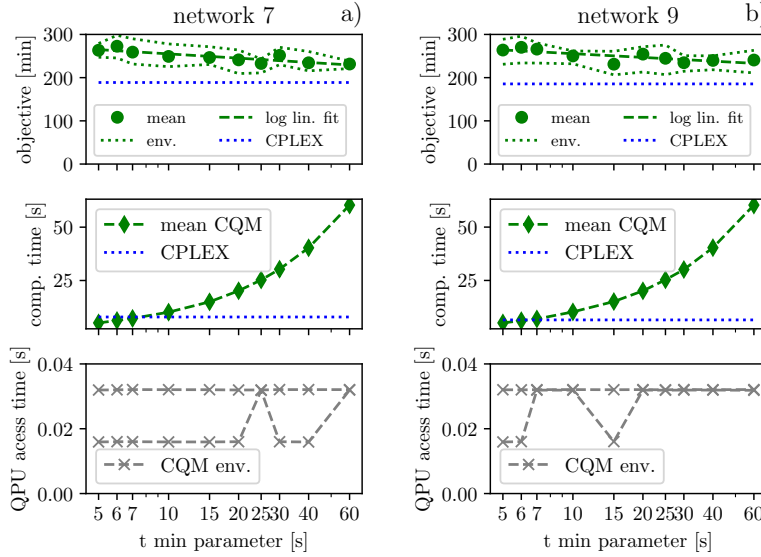 network 7
a)
objective [min]
300
200
100
0
mean
env.
log lin. fit
CPLEX
comp. time [s]
50
25
mean CQM
CPLEX
QPU acess time [s]
0.04
0.02
0.00
CQM env.
5 6 7 10 15 20 25 30 40 60
t min parameter [s]
network 9
b)
objective [min]
300
200
100
0
mean
env.
log lin. fit
CPLEX
comp. time [s]
50
25
mean CQM
CPLEX
QPU acess time [s]
0.04
0.02
0.00
CQM env.
5 6 7 10 15 20 25 30 40 60
t min parameter [s]